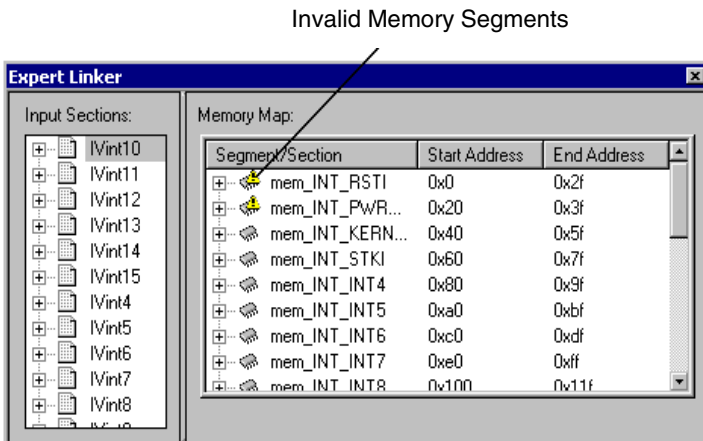 Invalid Memory Segments
Expert Linker
Input Sections:
IVint10
IVint11
IVint12
IVint13
IVint14
IVint15
IVint4
IVint5
IVint6
IVint7
IVint8
Memory Map:
Segment/Section Start Address End Address
mem_INT_RSTI 0x0 0x2f
mem_INT_PWR... 0x20 0x3f
mem_INT_KERN... 0x40 0x5f
mem_INT_STKI 0x60 0x7f
mem_INT_INT4 0x80 0x9f
mem_INT_INT5 0xa0 0xbf
mem_INT_INT6 0xc0 0xdf
mem_INT_INT7 0xe0 0xff
mem_INT_INT8 0x100 0x11f